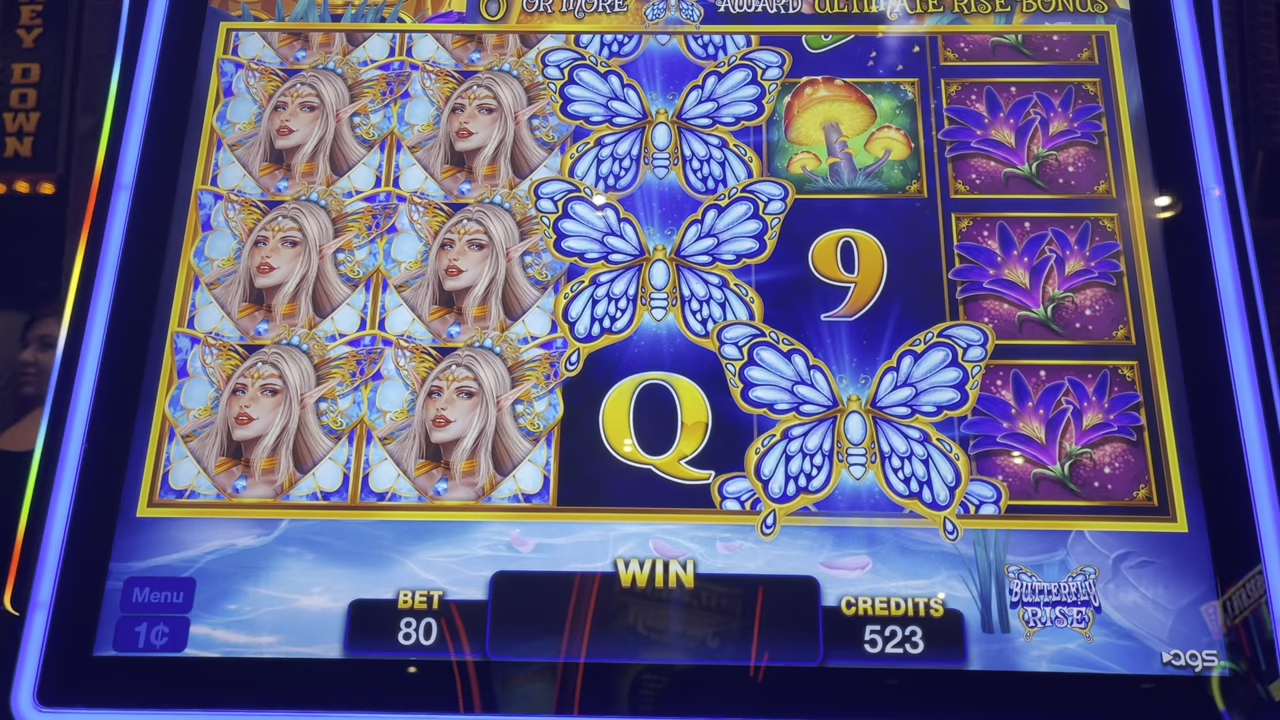 6 OR MORE AWARD ULTIMATE RISE BONUS
EY DOWN
9
Q
WIN
Menu
1¢
BET
80
CREDITS
523
BUTTERFLY
RISE
ags